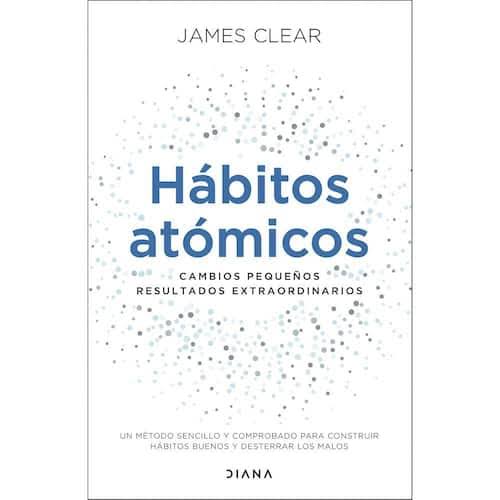 JAMES CLEAR
Hábitos
atómicos
CAMBIOS PEQUEÑOS
RESULTADOS EXTRAORDINARIOS
UN MÉTODO SENCILLO Y COMPROBADO PARA CONSTRUIR
HÁBITOS BUENOS Y DESTERRAR LOS MALOS
DIANA